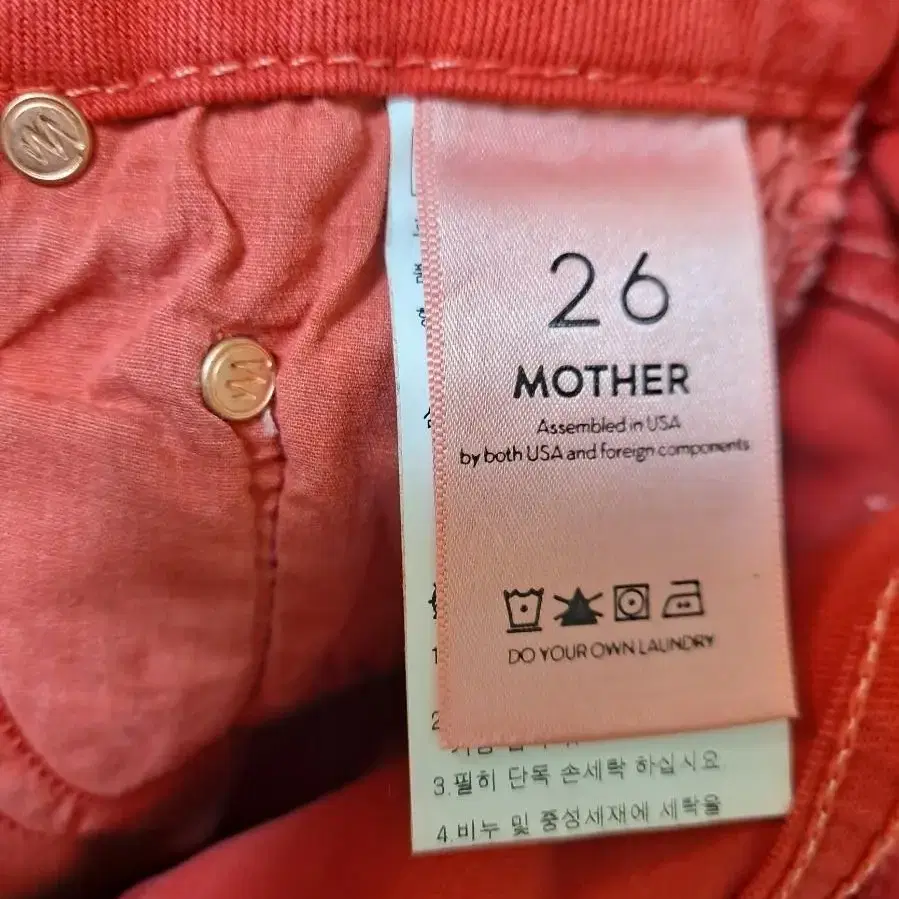 26
MOTHER
Assembled in USA
by both USA and foreign components
DO YOUR OWN LAUNDRY
3.필히 단독 손세탁 하십시요
4.비누 및 중성세재에 세탁을